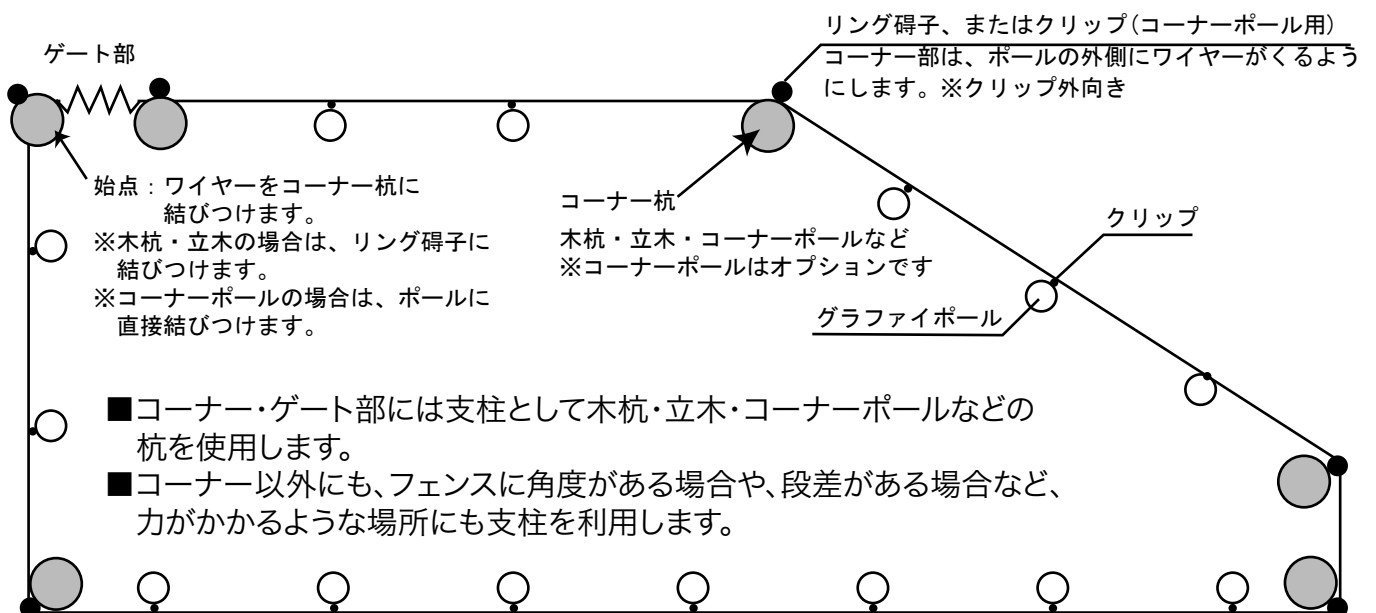 リング碍子、またはクリップ(コーナーポール用)
コーナー部は、ポールの外側にワイヤーがくるよう
にします。※クリップ外向き
ゲート部
始点：ワイヤーをコーナー杭に
結びつけます。
※木杭・立木の場合は、リング碍子に
結びつけます。
※コーナーポールの場合は、ポールに
直接結びつけます。
コーナー杭
木杭・立木・コーナーポールなど
※コーナーポールはオプションです
クリップ
グラファイポール
■コーナー・ゲート部には支柱として木杭・立木・コーナーポールなどの
杭を使用します。
■コーナー以外にも、フェンスに角度がある場合や、段差がある場合など、
力がかかるような場所にも支柱を利用します。